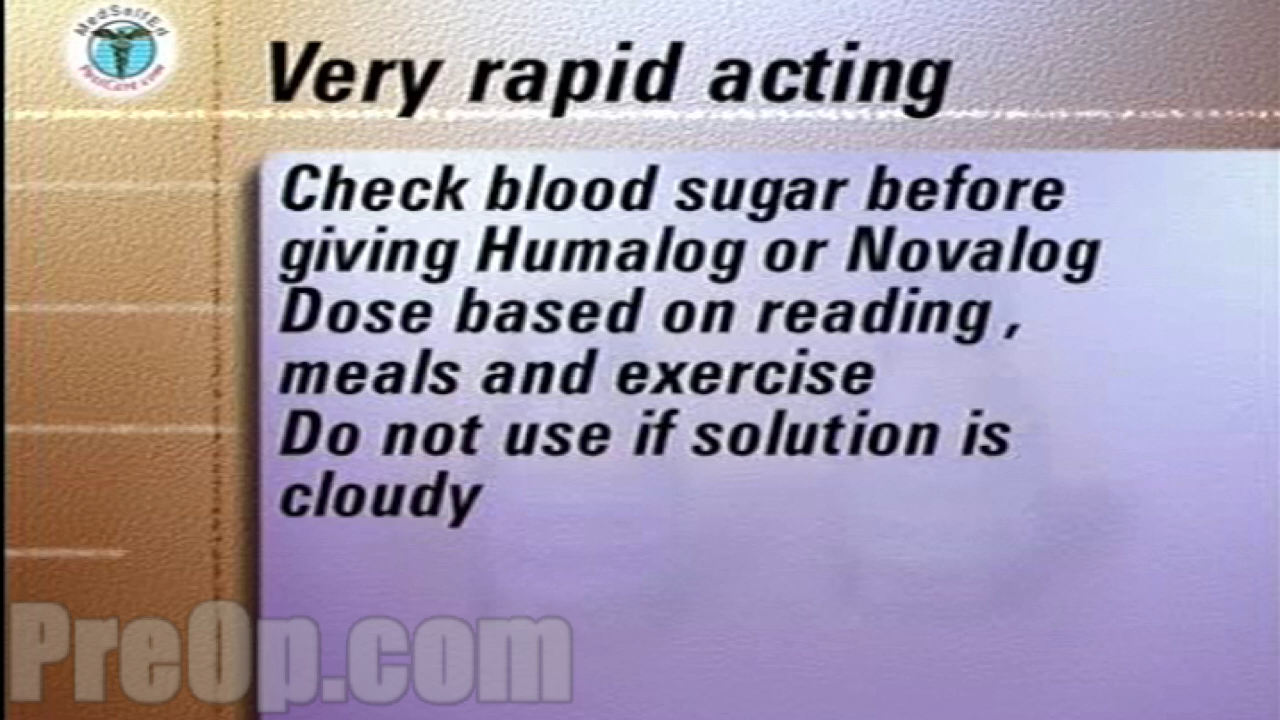 MedSelfEd
Very rapid acting
Check blood sugar before
giving Humalog or Novalog
Dose based on reading ,
meals and exercise
Do not use if solution is
cloudy
PreOp.com